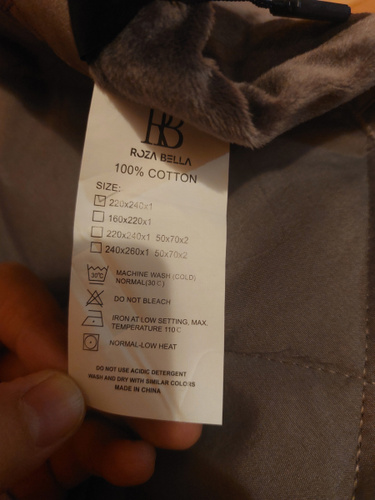 RB
ROZA BELLA
100% COTTON
SIZE:
220x240x1
160x220x1
220x240x1 50x70x2
240x260x1 50x70x2
30°C
MACHINE WASH (COLD)
NORMAL(30℃)
DO NOT BLEACH
IRON AT LOW SETTING, MAX.
TEMPERATURE 110℃
NORMAL-LOW HEAT
DO NOT USE ACIDIC DETERGENT
WASH AND DRY WITH SIMILAR COLORS
MADE IN CHINA